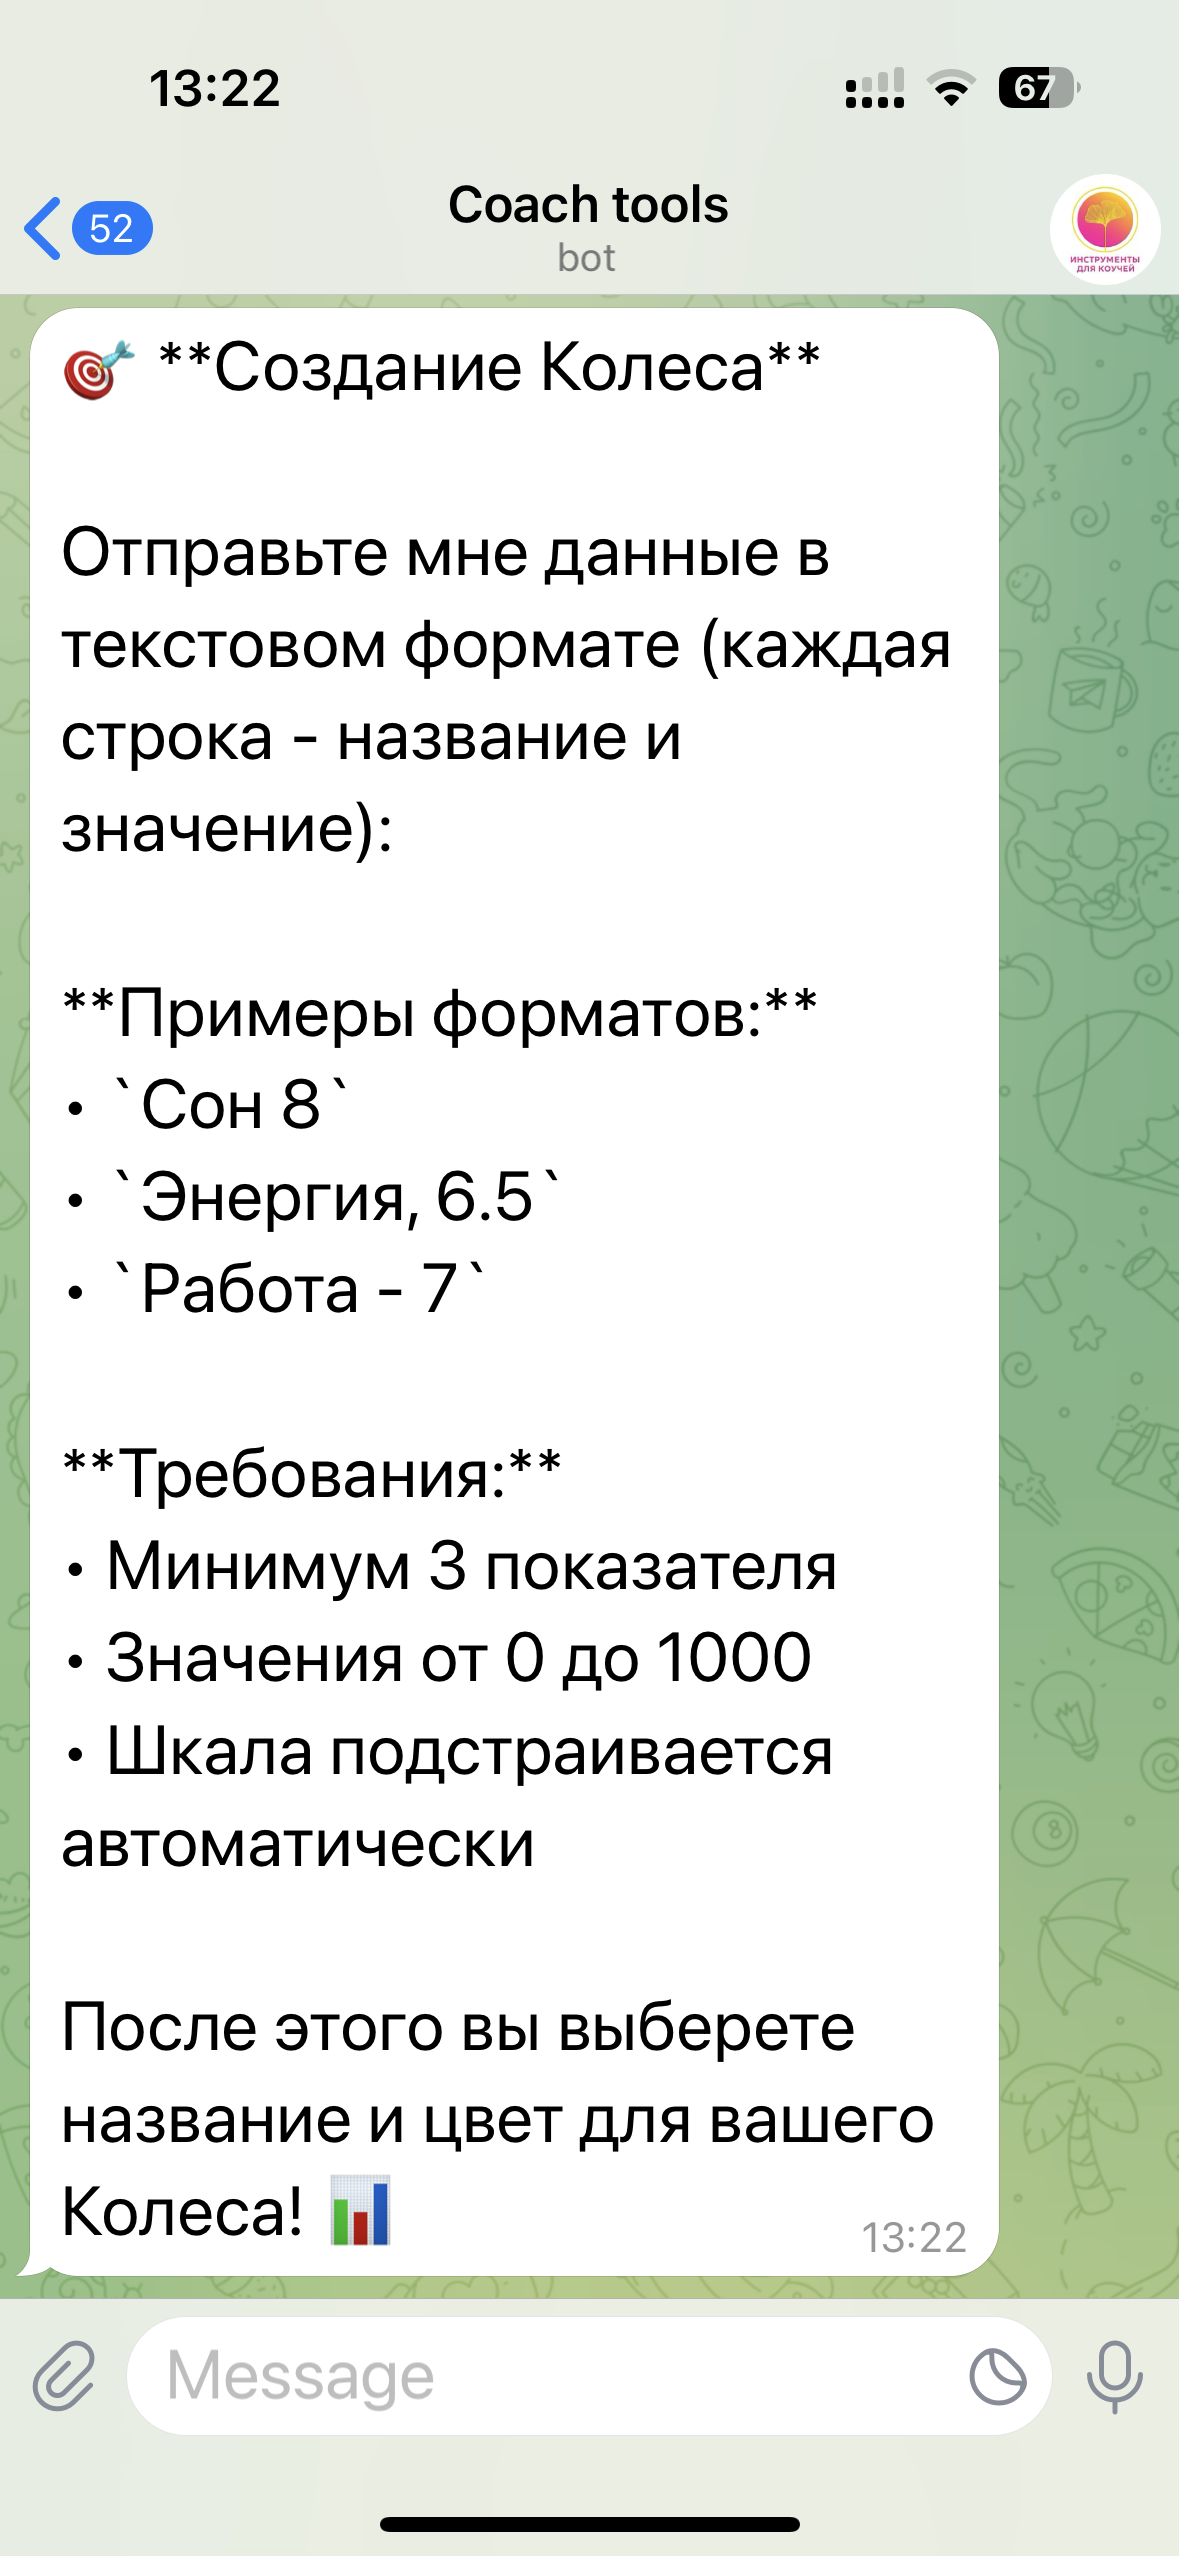 13:22
67
52
Coach tools
bot
ИНСТРУМЕНТЫ
ДЛЯ КОУЧЕЙ
🎯 **Создание Колеса**
Отправьте мне данные в
текстовом формате (каждая
строка - название и
значение):
**Примеры форматов:**
• `Сон 8`
• `Энергия, 6.5`
• `Работа - 7`
**Требования:**
• Минимум 3 показателя
• Значения от 0 до 1000
• Шкала подстраивается
автоматически
После этого вы выберете
название и цвет для вашего
Колеса! 📊
13:22
Message